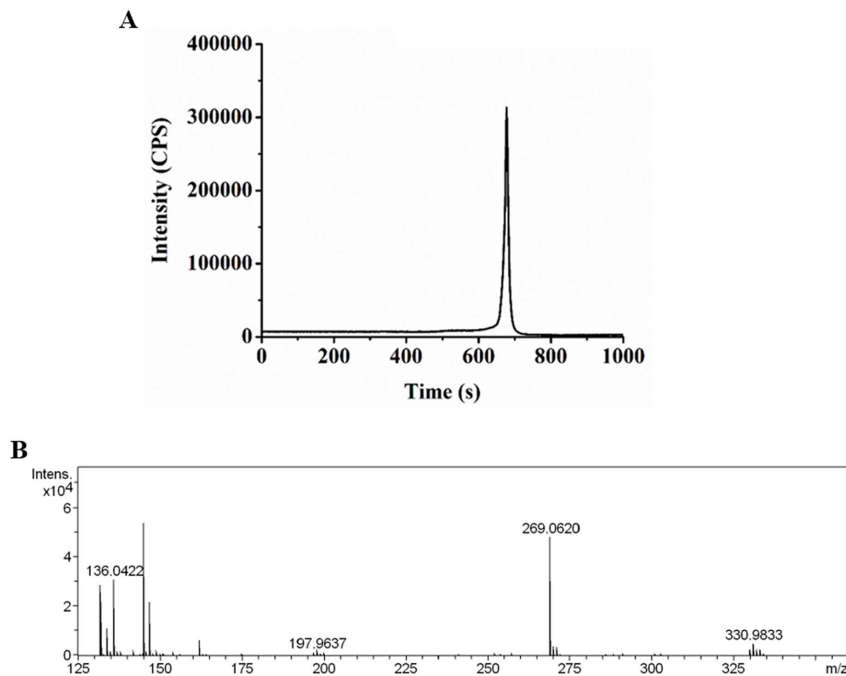 A
400000
300000
200000
100000
0
Intensity (CPS)
0 200 400 600 800 1000
Time (s)
B
Intens.
x10⁴
6
4
2
0
136.0422
197.9637
269.0620
330.9833
125 150 175 200 225 250 275 300 325 m/z